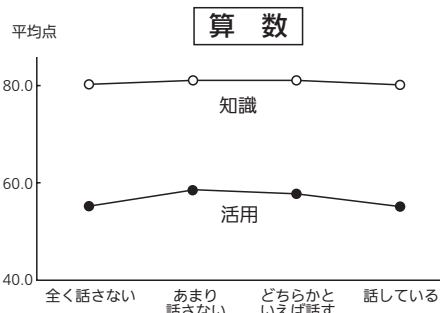 算 数
平均点
80.0
知識
60.0
活用
40.0
全く話さない
あまり
話さない
どちらかと
いえば話す
話している